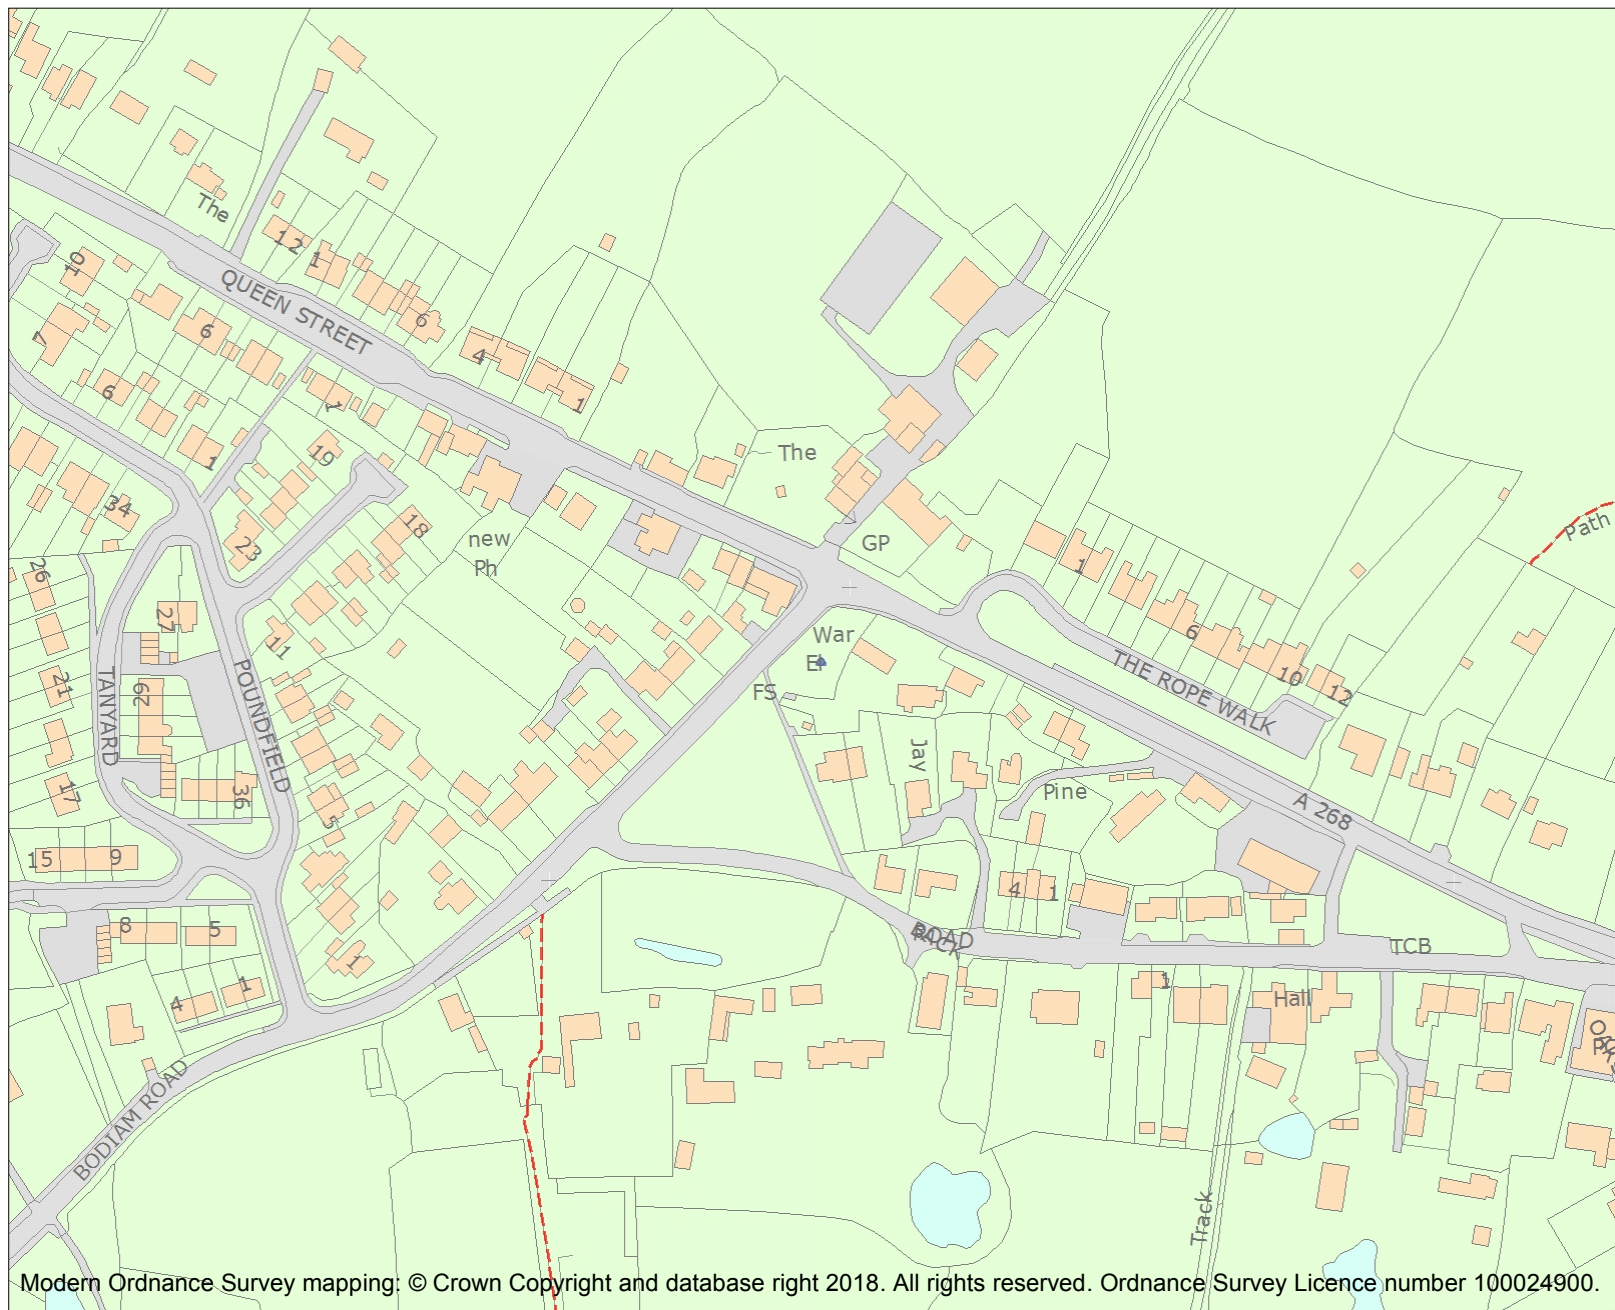 The
12
1
10
QUEEN STREET
6
6
7
4
6
1
1
The
19
1
34
18
new
Ph
GP
23
26
1
27
War
El
6
11
THE ROPE WALK
10
12
TANYARD
21
29
POUNDFIELD
FS
Jay
17
36
Pine
A 268
5
15
9
4
1
8
5
ROAD
BACK
TCB
1
1
4
1
Hall
Path
BODIAM ROAD
Track
Modern Ordnance Survey mapping: © Crown Copyright and database right 2018. All rights reserved. Ordnance Survey Licence number 100024900.